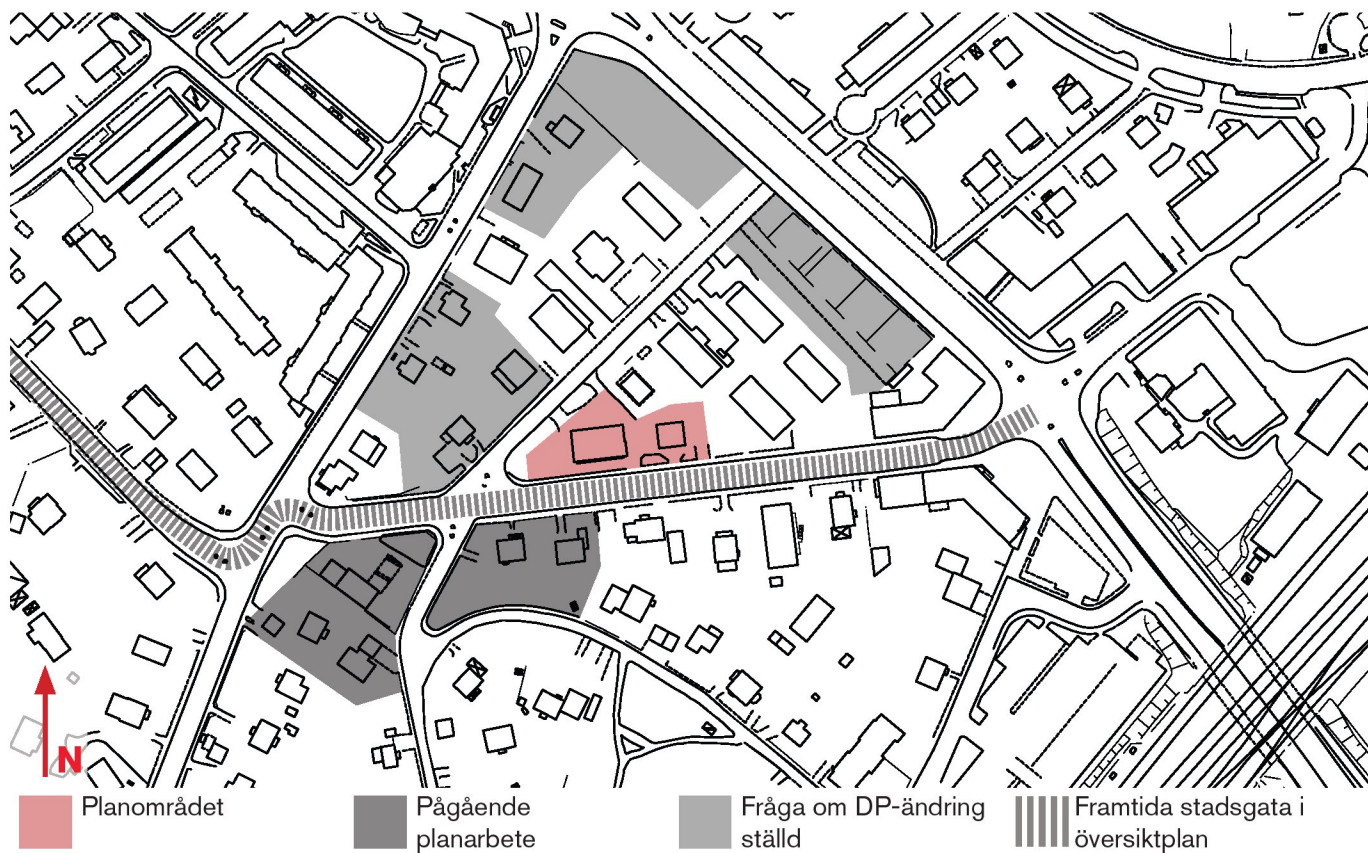 N
Planområdet
Pågående
planarbete
Fråga om DP-ändring
ställd
Framtida stadsgata i
översiktplan